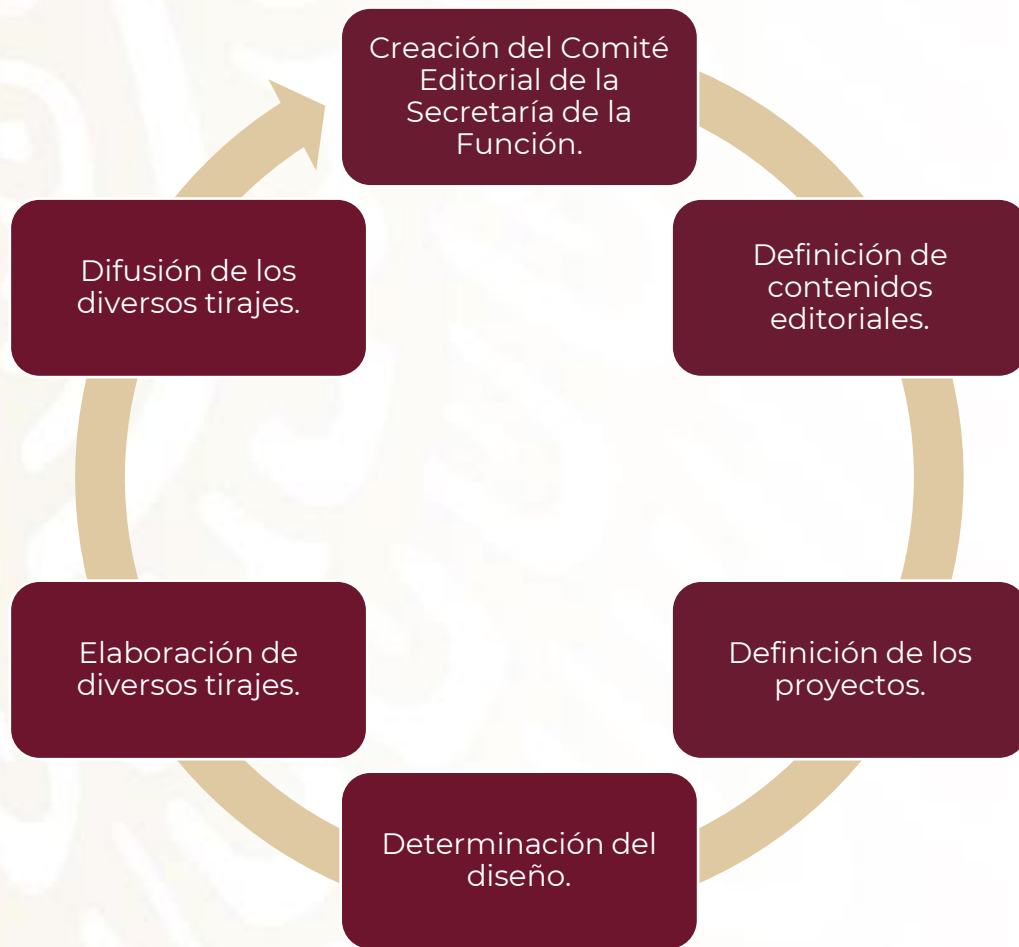 Creación del Comité
Editorial de la
Secretaría de la
Función.
Definición de
contenidos
editoriales.
Definición de los
proyectos.
Determinación del
diseño.
Elaboración de
diversos tirajes.
Difusión de los
diversos tirajes.